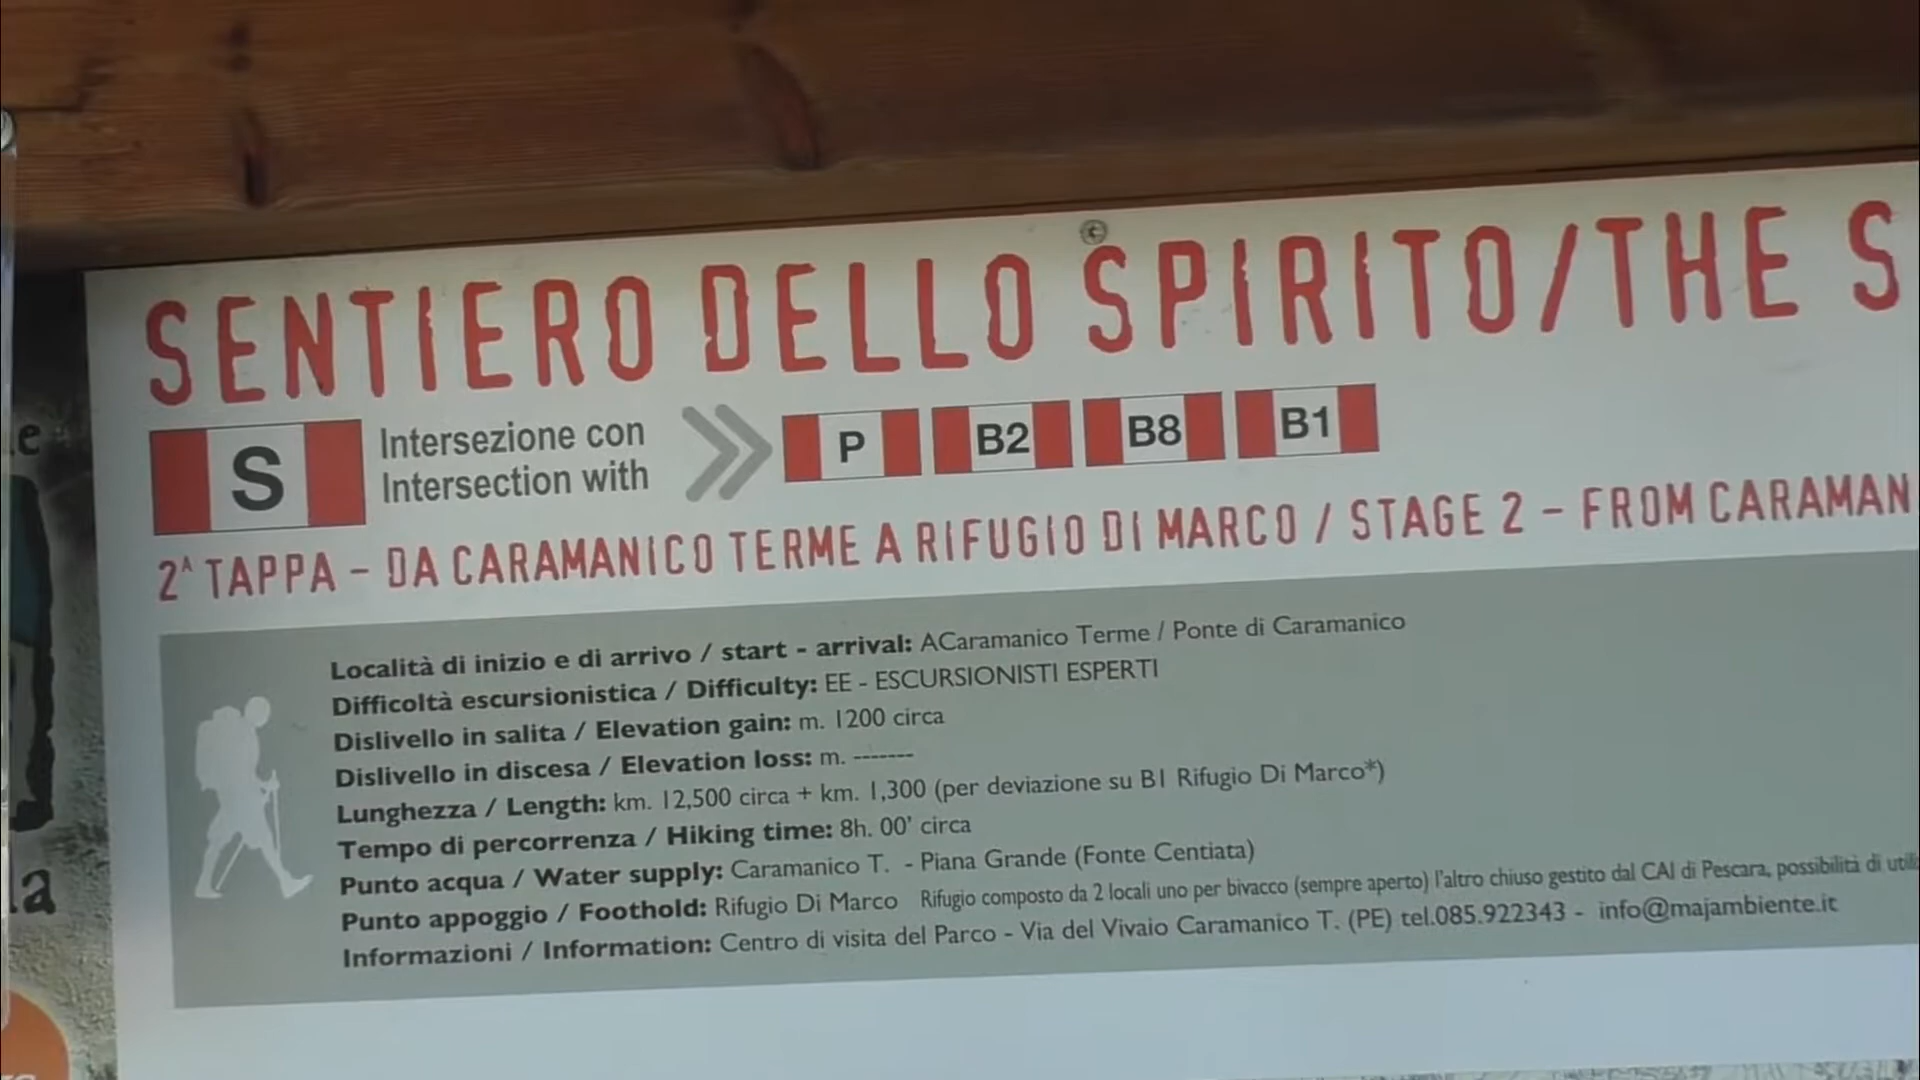 SENTIERO DELLO SPIRITO/THE S
S
Intersezione con
Intersection with
P B2 B8 B1
2^ TAPPA - DA CARAMANICO TERME A RIFUGIO DI MARCO / STAGE 2 - FROM CARAMAN
Località di inizio e di arrivo / start - arrival: ACaramanico Terme / Ponte di Caramanico
Difficoltà escursionistica / Difficulty: EE - ESCURSIONISTI ESPERTI
Dislivello in salita / Elevation gain: m. 1200 circa
Dislivello in discesa / Elevation loss: m. -------
Lunghezza / Length: km. 12,500 circa + km. 1,300 (per deviazione su B1 Rifugio Di Marco*)
Tempo di percorrenza / Hiking time: 8h. 00' circa
Punto acqua / Water supply: Caramanico T. - Piana Grande (Fonte Centiata)
Punto appoggio / Foothold: Rifugio Di Marco Rifugio composto da 2 locali uno per bivacco (sempre aperto) l'altro chiuso gestito dal CAI di Pescara, possibilità di utili
Informazioni / Information: Centro di visita del Parco - Via del Vivaio Caramanico T. (PE) tel.085.922343 - info@majambiente.it